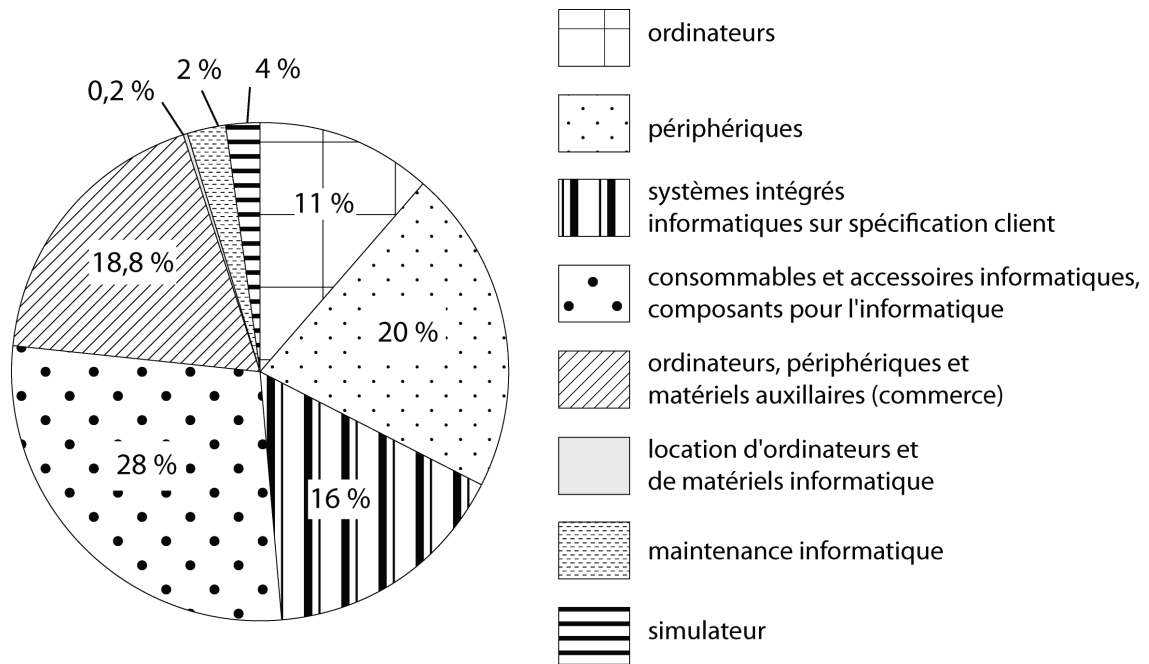 0,2 %
2 %
4 %
11 %
20 %
16 %
28 %
18,8 %
ordinateurs
périphériques
systèmes intégrés
informatiques sur spécification client
consommables et accessoires informatiques,
composants pour l'informatique
ordinateurs, périphériques et
matériels auxillaires (commerce)
location d'ordinateurs et
de matériels informatique
maintenance informatique
simulateur